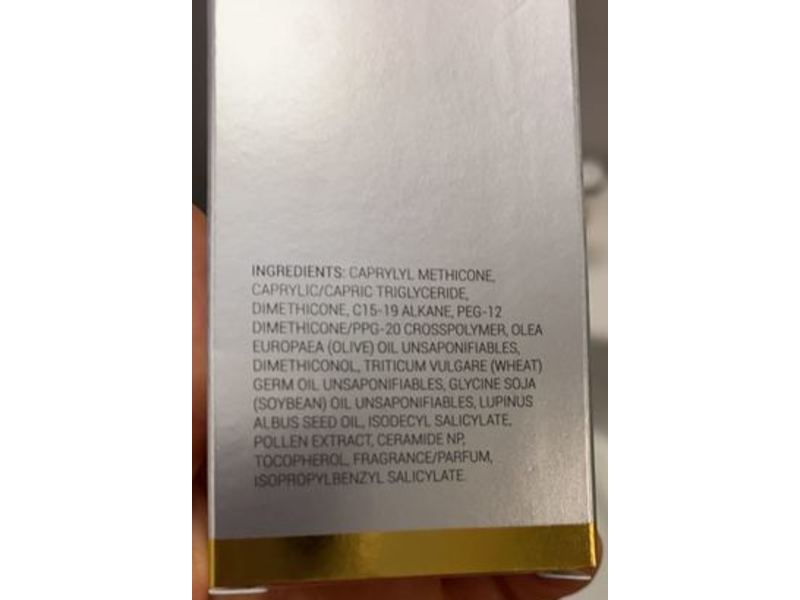 INGREDIENTS: CAPRYLYL METHICONE,
CAPRYLIC/CAPRIC TRIGLYCERIDE,
DIMETHICONE, C15-19 ALKANE, PEG-12
DIMETHICONE/PPG-20 CROSSPOLYMER, OLEA
EUROPAEA (OLIVE) OIL UNSAPONIFIABLES,
DIMETHICONOL, TRITICUM VULGARE (WHEAT)
GERM OIL UNSAPONIFIABLES, GLYCINE SOJA
(SOYBEAN) OIL UNSAPONIFIABLES, LUPINUS
ALBUS SEED OIL, ISODECYL SALICYLATE,
POLLEN EXTRACT, CERAMIDE NP,
TOCOPHEROL, FRAGRANCE/PARFUM,
ISOPROPYLBENZYL SALICYLATE.